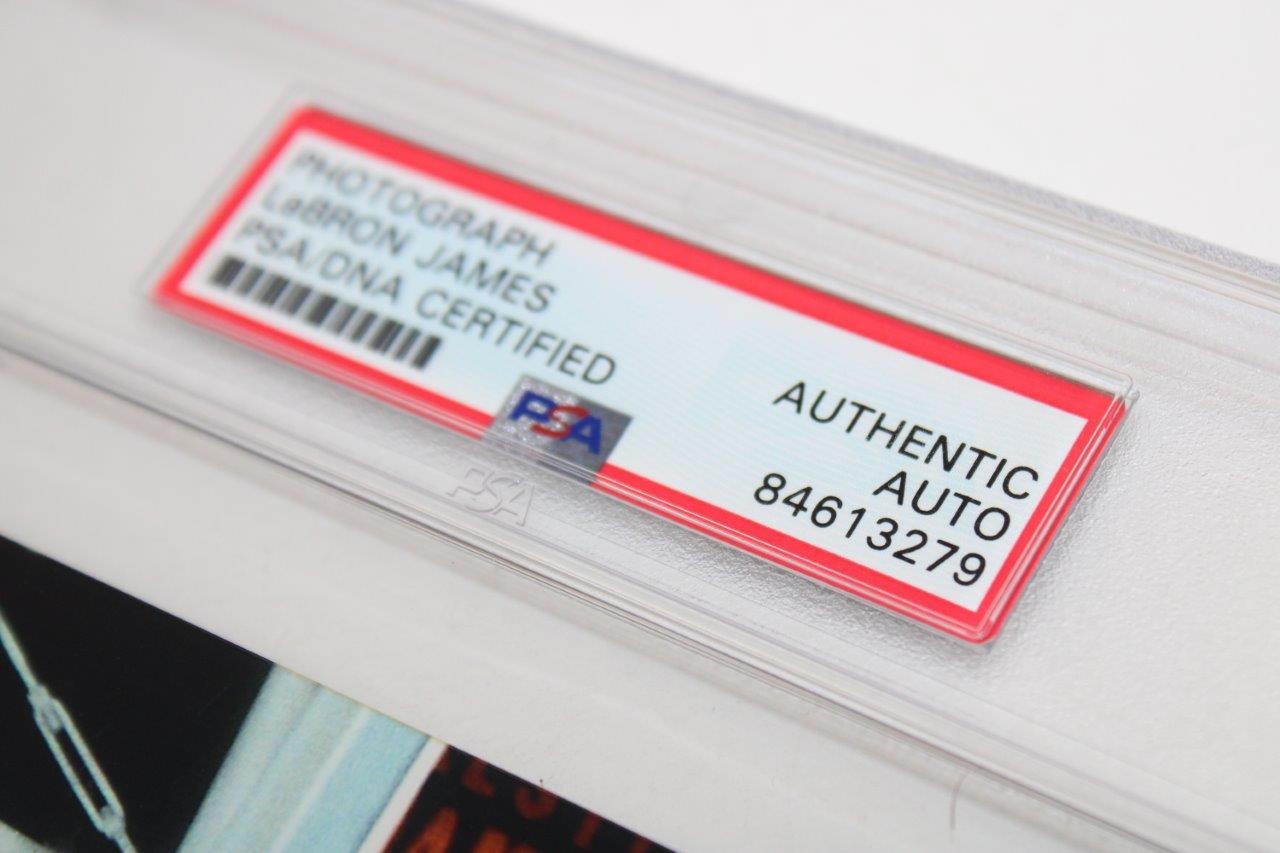 PHOTOGRAPH
LeBRON JAMES
PSA/DNA CERTIFIED
PSA
AUTHENTIC
AUTO
84613279
PSA